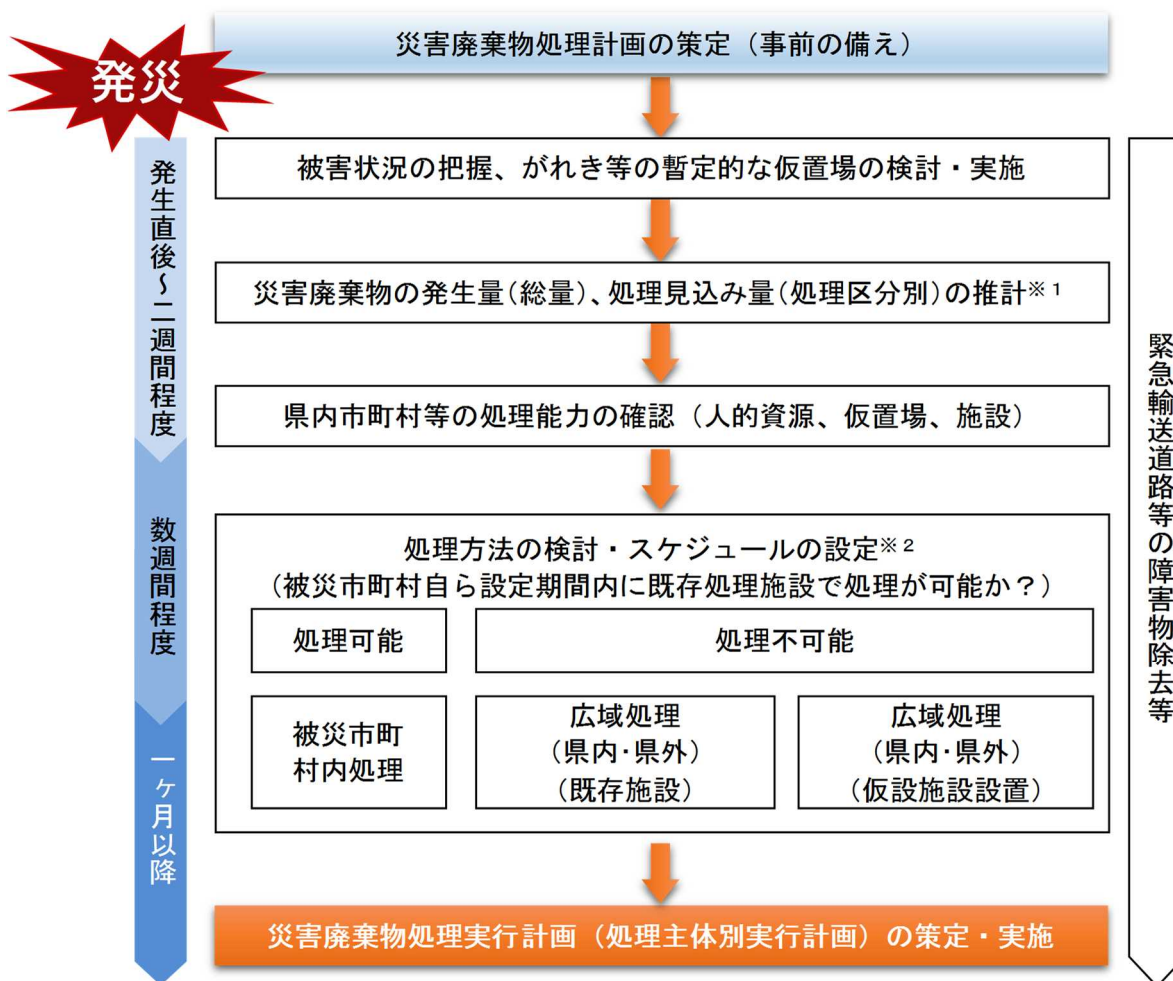 災害廃棄物処理計画の策定（事前の備え）
発災
発生直後～二週間程度
被害状況の把握、がれき等の暫定的な仮置場の検討・実施
災害廃棄物の発生量(総量)、処理見込み量(処理区分別)の推計※1
県内市町村等の処理能力の確認（人的資源、仮置場、施設）
数週間程度
処理方法の検討・スケジュールの設定※2
（被災市町村自ら設定期間内に既存処理施設で処理が可能か？）
処理可能
処理不可能
被災市町
村内処理
広域処理
（県内･県外）
（既存施設）
広域処理
（県内･県外）
（仮設施設設置）
一ヶ月以降
災害廃棄物処理実行計画（処理主体別実行計画）の策定・実施
緊急輸送道路等の障害物除去等